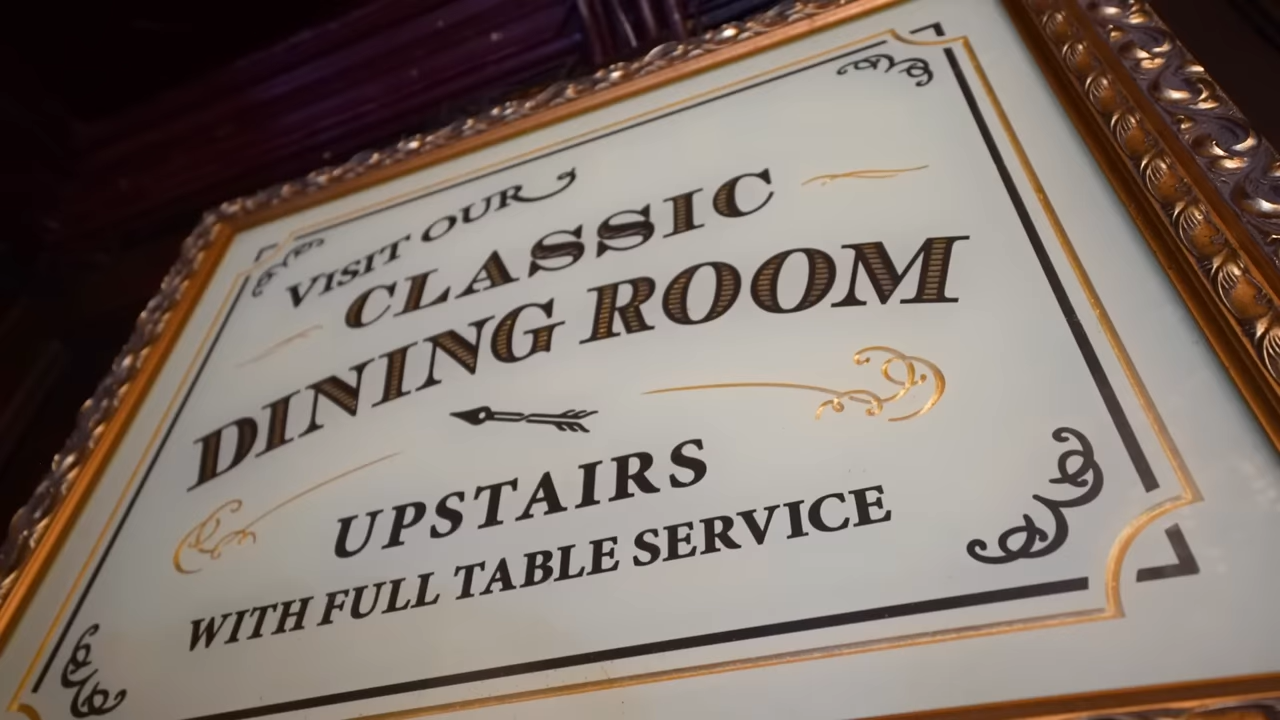 VISIT OUR
CLASSIC
DINING ROOM
UPSTAIRS
WITH FULL TABLE SERVICE